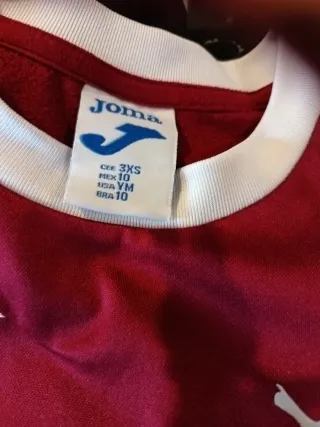 Joma
CEE 3XS
MEX 10
USA YM
BRA 10